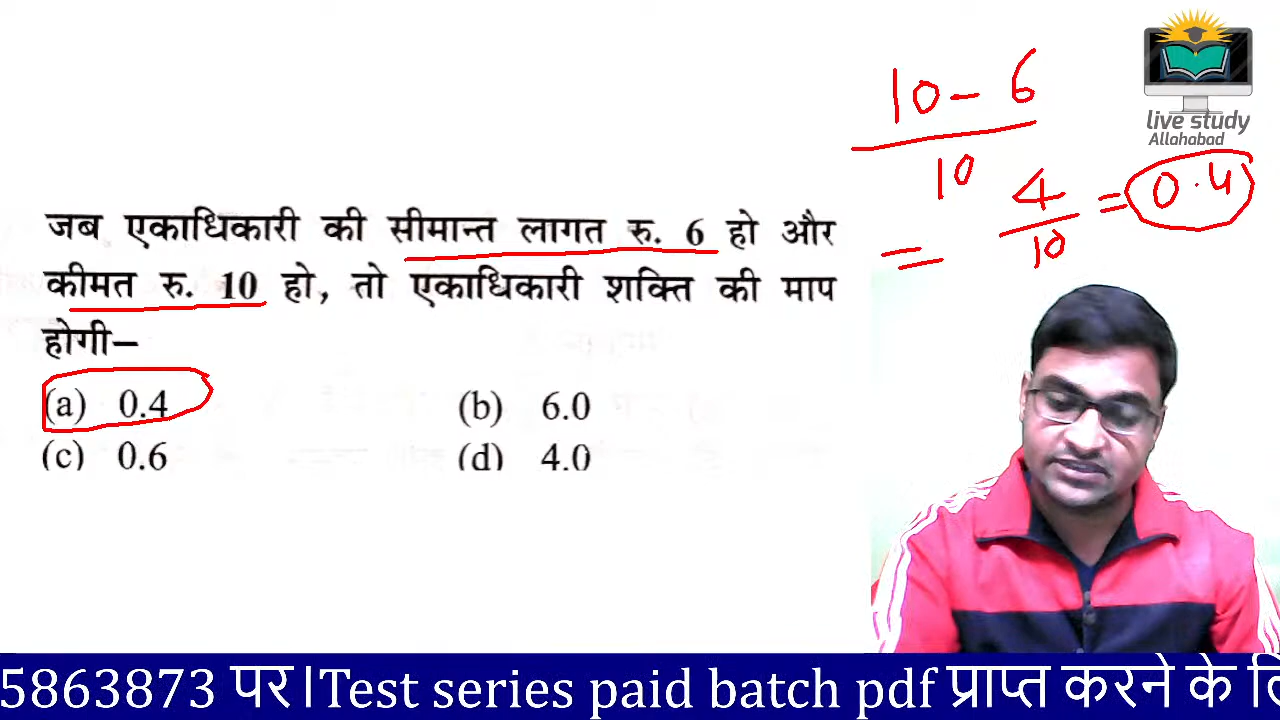 10 - 6
10
= 4 = 0.4
10
live study
Allahabad
जब एकाधिकारी की सीमान्त लागत रु. 6 हो और
कीमत रु. 10 हो, तो एकाधिकारी शक्ति की माप
होगी–
(a) 0.4 (b) 6.0
(c) 0.6 (d) 4.0
5863873 पर।Test series paid batch pdf प्राप्त करने के लि